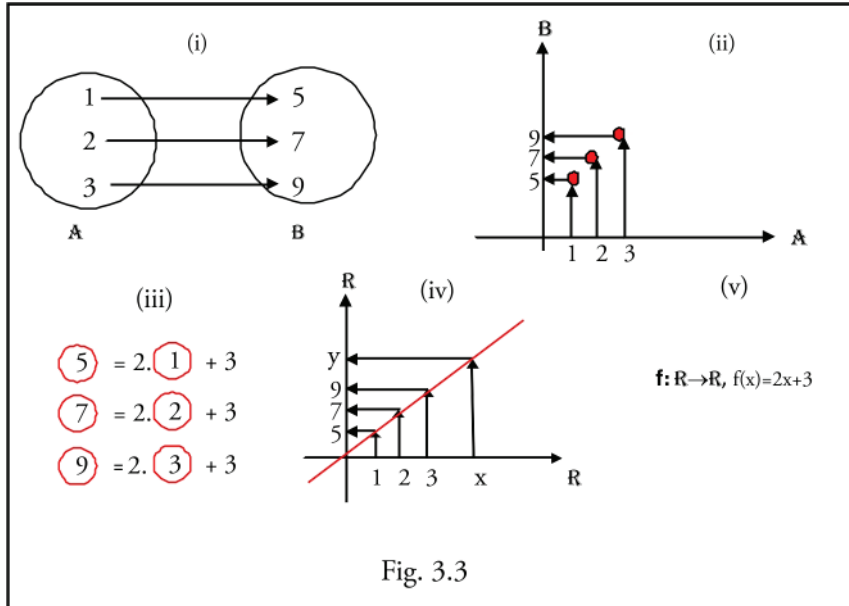 (i)
1 5
2 7
3 9
A B
(ii)
B
9
7
5
1 2 3
A
(iii)
5 = 2. 1 + 3
7 = 2. 2 + 3
9 = 2. 3 + 3
(iv)
R
y
9
7
5
1 2 3 x R
(v)
f: R→R, f(x)=2x+3
Fig. 3.3